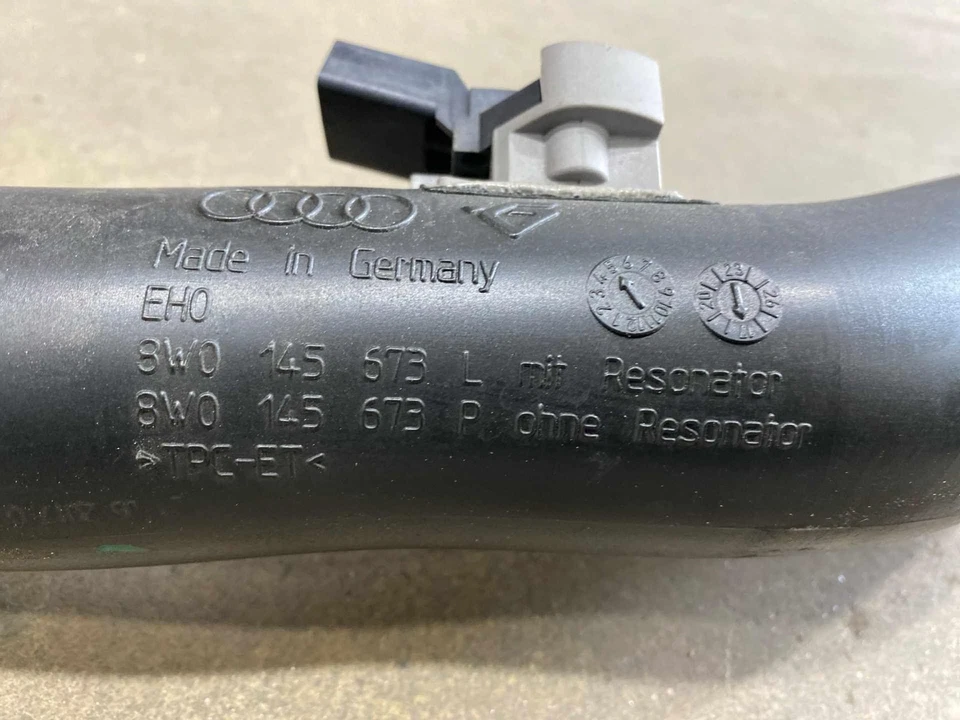 Made in Germany
EH0
8W0 145 673 L mit Resonator
8W0 145 673 P ohne Resonator
>TPC-ET<